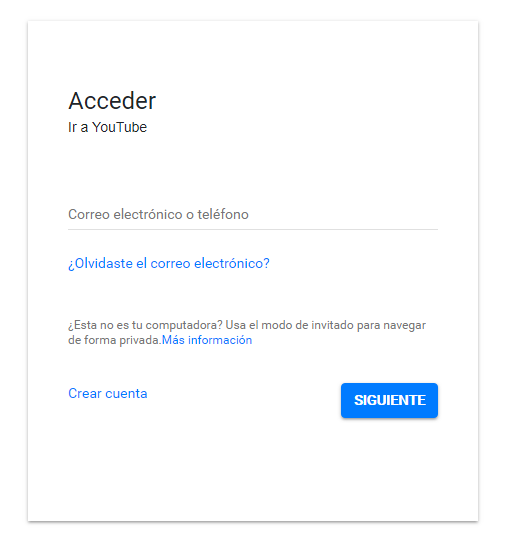 Acceder
Ir a YouTube
Correo electrónico o teléfono
¿Olvidaste el correo electrónico?
¿Esta no es tu computadora? Usa el modo de invitado para navegar
de forma privada.Más información
Crear cuenta
SIGUIENTE